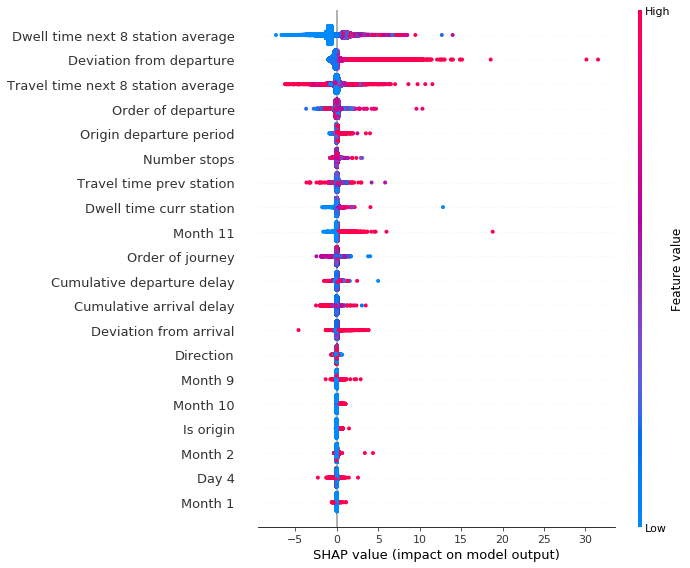 High
Dwell time next 8 station average
Deviation from departure
Travel time next 8 station average
Order of departure
Origin departure period
Number stops
Travel time prev station
Dwell time curr station
Month 11
Order of journey
Cumulative departure delay
Cumulative arrival delay
Deviation from arrival
Direction
Month 9
Month 10
Is origin
Month 2
Day 4
Month 1
Feature value
Low
−5 0 5 10 15 20 25 30
SHAP value (impact on model output)